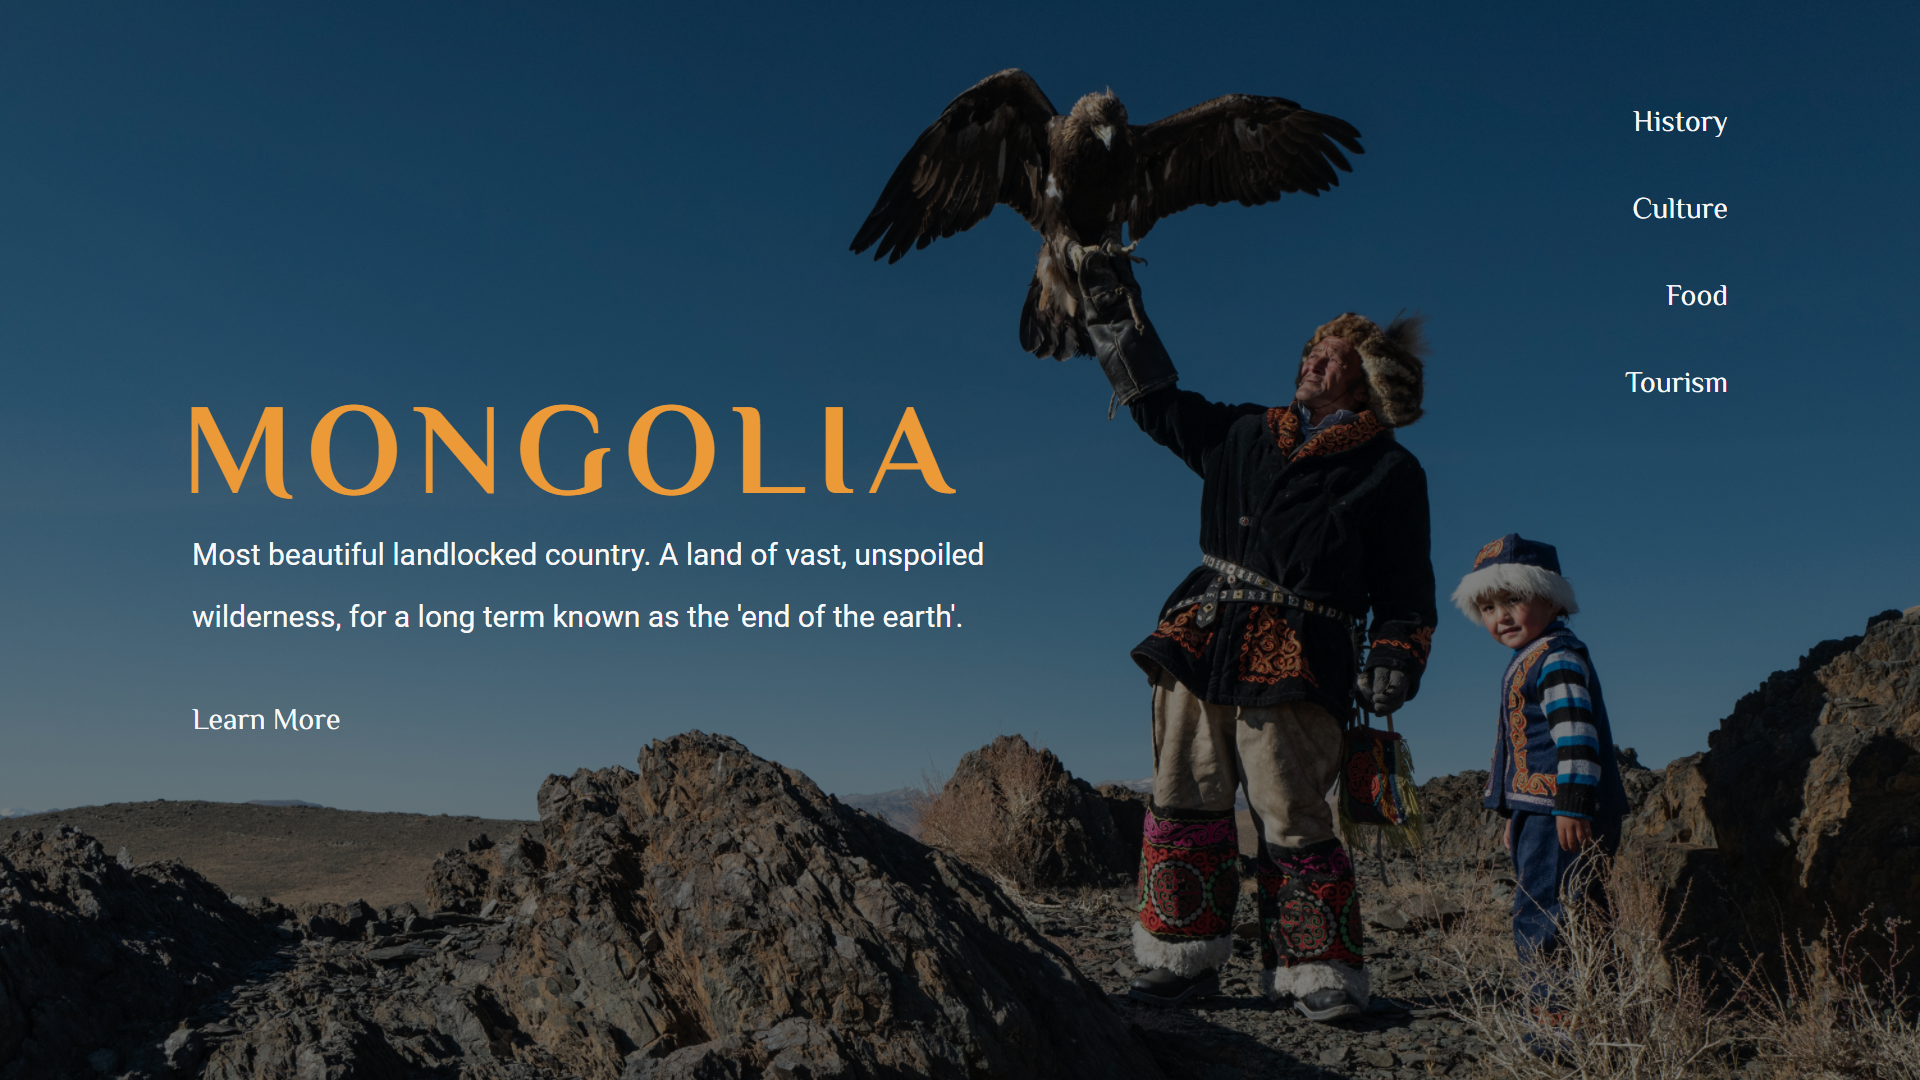 History
Culture
Food
Tourism
MONGOLIA
Most beautiful landlocked country. A land of vast, unspoiled
wilderness, for a long term known as the 'end of the earth'.
Learn More